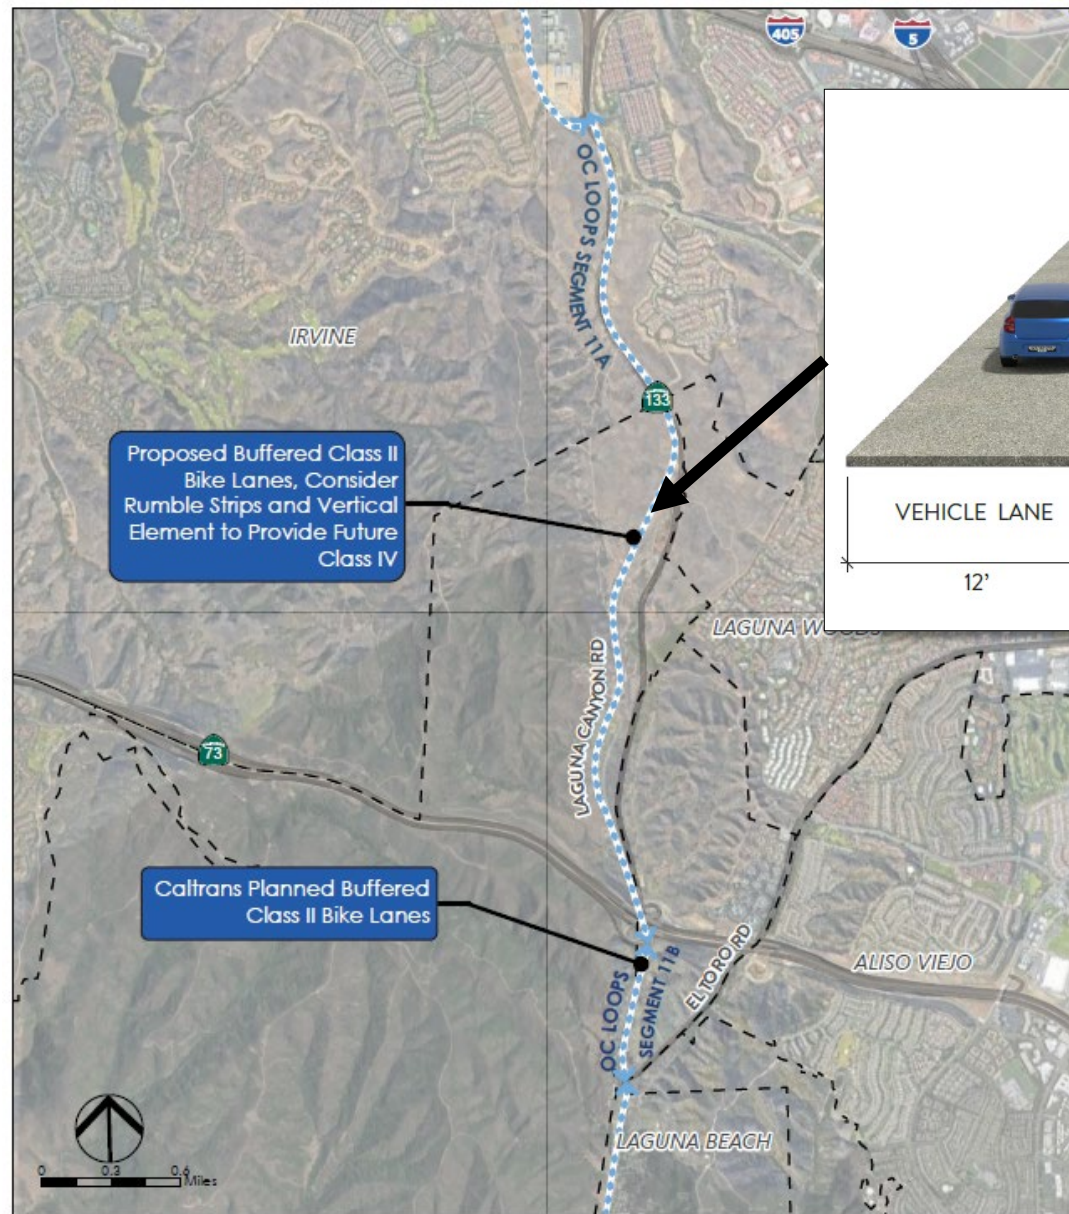 405
5
OC LOOPS SEGMENT 11A
IRVINE
133
Proposed Buffered Class II
Bike Lanes, Consider
Rumble Strips and Vertical
Element to Provide Future
Class IV
VEHICLE LANE
12'
LAGUNA WOODS
LAGUNA CANYON RD
73
Caltrans Planned Buffered
Class II Bike Lanes
OC LOOPS
SEGMENT 11B
EL TORO RD
ALISO VIEJO
LAGUNA BEACH
0 0.3 0.6
Miles